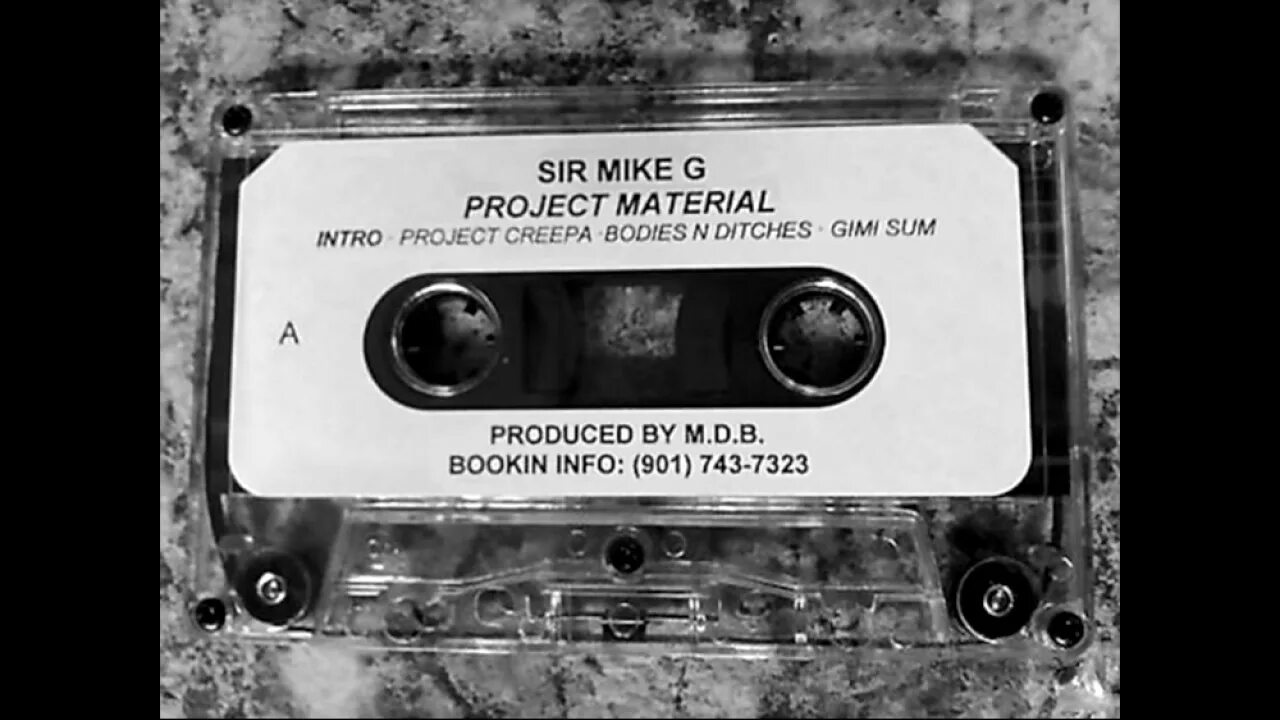 SIR MIKE G
PROJECT MATERIAL
INTRO · PROJECT CREEPA · BODIES N DITCHES · GIMI SUM
A
PRODUCED BY M.D.B.
BOOKIN INFO: (901) 743-7323